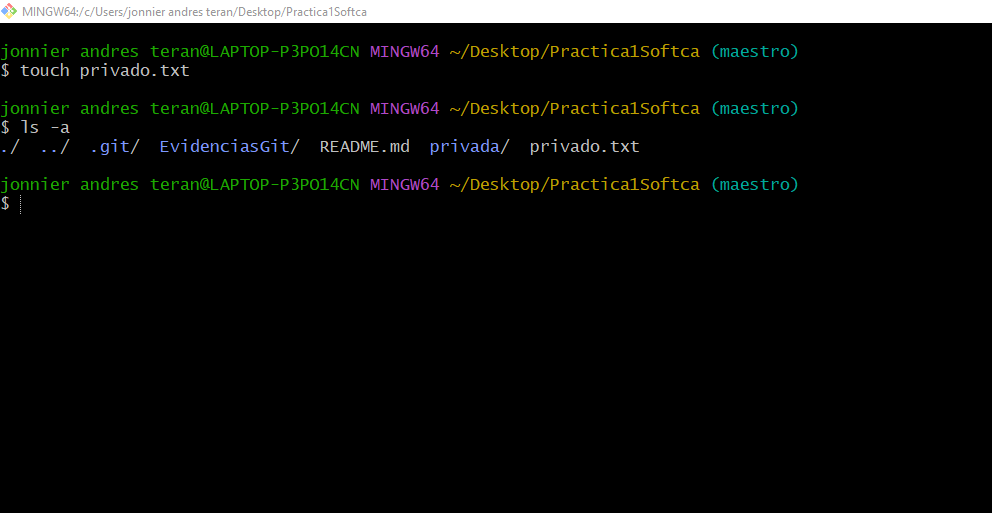 MINGW64:/c/Users/jonnier andres teran/Desktop/Practica1Softca
jonnier andres teran@LAPTOP-P3PO14CN MINGW64 ~/Desktop/Practica1Softca (maestro)
$ touch privado.txt
jonnier andres teran@LAPTOP-P3PO14CN MINGW64 ~/Desktop/Practica1Softca (maestro)
$ ls -a
./  ../  .git/  EvidenciasGit/  README.md  privada/  privado.txt
jonnier andres teran@LAPTOP-P3PO14CN MINGW64 ~/Desktop/Practica1Softca (maestro)
$